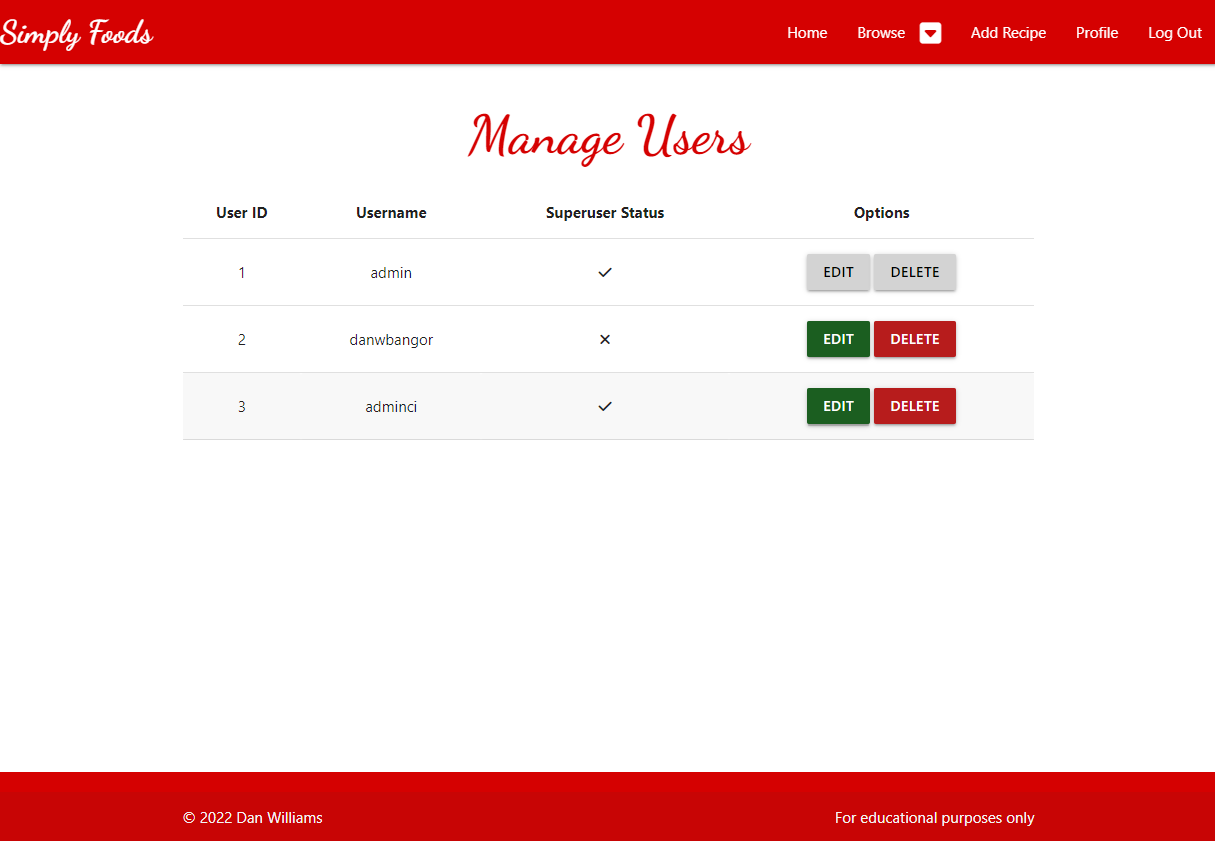 Simply Foods
Home Browse Add Recipe Profile Log Out
Manage Users
User ID Username Superuser Status Options
1 admin ✓ EDIT DELETE
2 danwbangor ✕ EDIT DELETE
3 adminci ✓ EDIT DELETE
© 2022 Dan Williams For educational purposes only